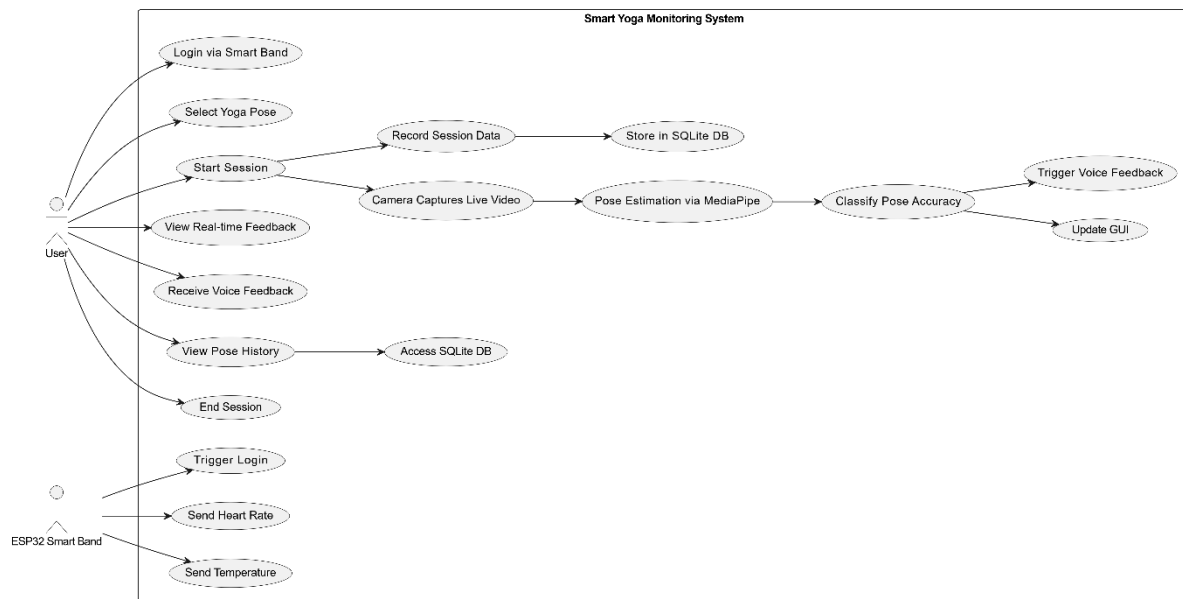 Smart Yoga Monitoring System
Login via Smart Band
Select Yoga Pose
Record Session Data
Store in SQLite DB
Start Session
Trigger Voice Feedback
Camera Captures Live Video
Pose Estimation via MediaPipe
Classify Pose Accuracy
View Real-time Feedback
Update GUI
User
Receive Voice Feedback
View Pose History
Access SQLite DB
End Session
Trigger Login
Send Heart Rate
ESP32 Smart Band
Send Temperature